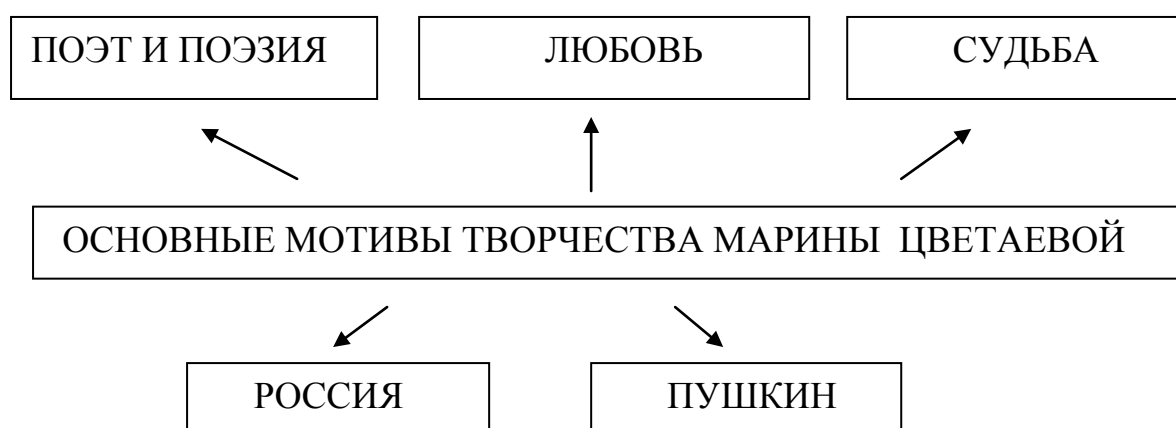 ПОЭТ И ПОЭЗИЯ
ЛЮБОВЬ
СУДЬБА
ОСНОВНЫЕ МОТИВЫ ТВОРЧЕСТВА МАРИНЫ ЦВЕТАЕВОЙ
РОССИЯ
ПУШКИН